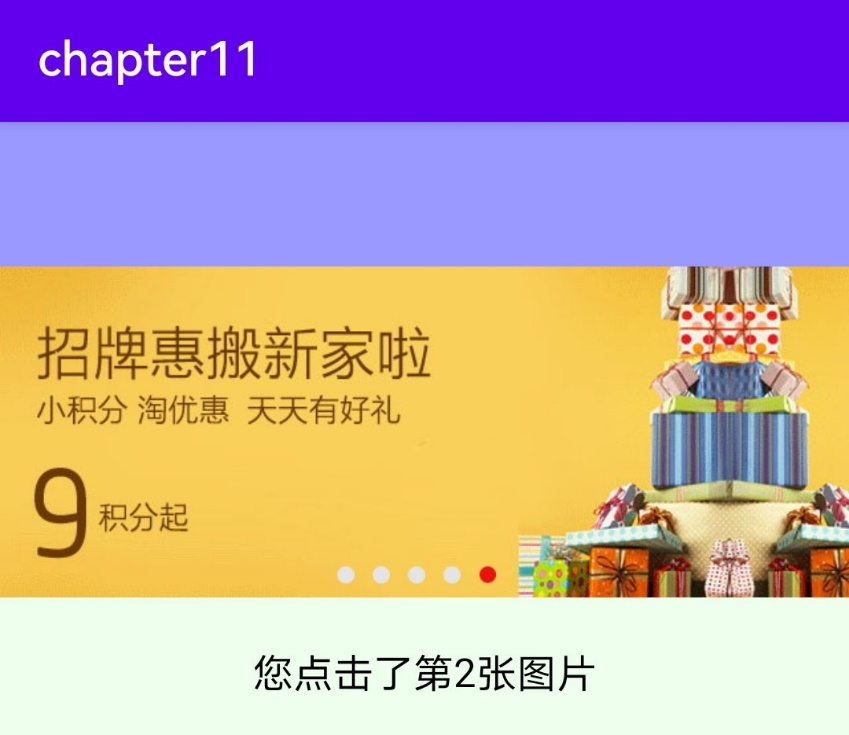 chapter11
招牌惠搬新家啦
小积分 淘优惠 天天有好礼
9积分起
您点击了第2张图片